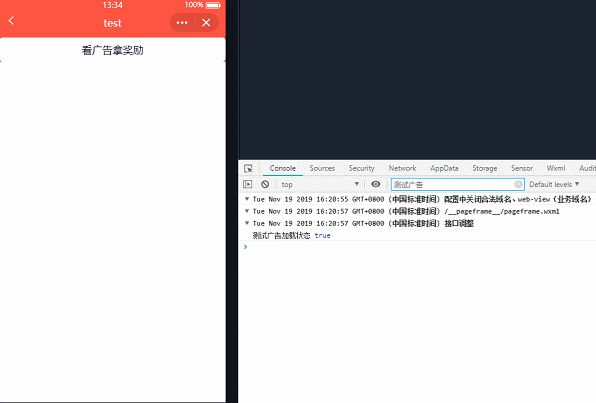 13:34
100%
test
看广告拿奖励
Console Sources Security Network AppData Storage Sensor Wxml Audit
top
测试广告
Default levels
Tue Nov 19 2019 16:20:55 GMT+0800 (中国标准时间) 配置中关闭合法域名、web-view（业务域名）
Tue Nov 19 2019 16:20:57 GMT+0800 (中国标准时间) /__pageframe__/pageframe.wxml
Tue Nov 19 2019 16:20:57 GMT+0800 (中国标准时间) 接口调整
测试广告加载状态 true